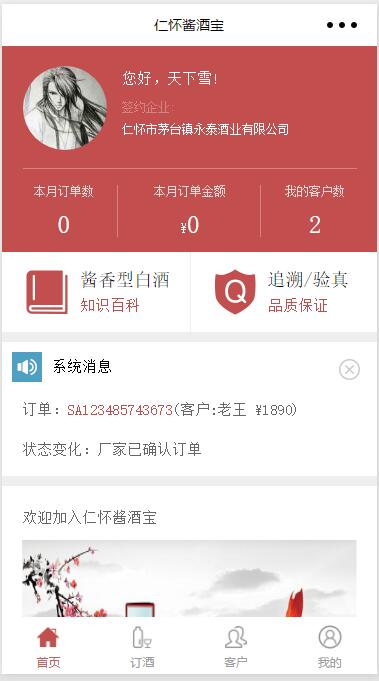 仁怀酱酒宝
您好，天下雪!
签约企业:
仁怀市茅台镇永泰酒业有限公司
本月订单数
本月订单金额
我的客户数
0
¥0
2
酱香型白酒
知识百科
Q
追溯/验真
品质保证
系统消息
订单：SA123485743673(客户:老王 ¥1890)
状态变化：厂家已确认订单
欢迎加入仁怀酱酒宝
首页
订酒
客户
我的